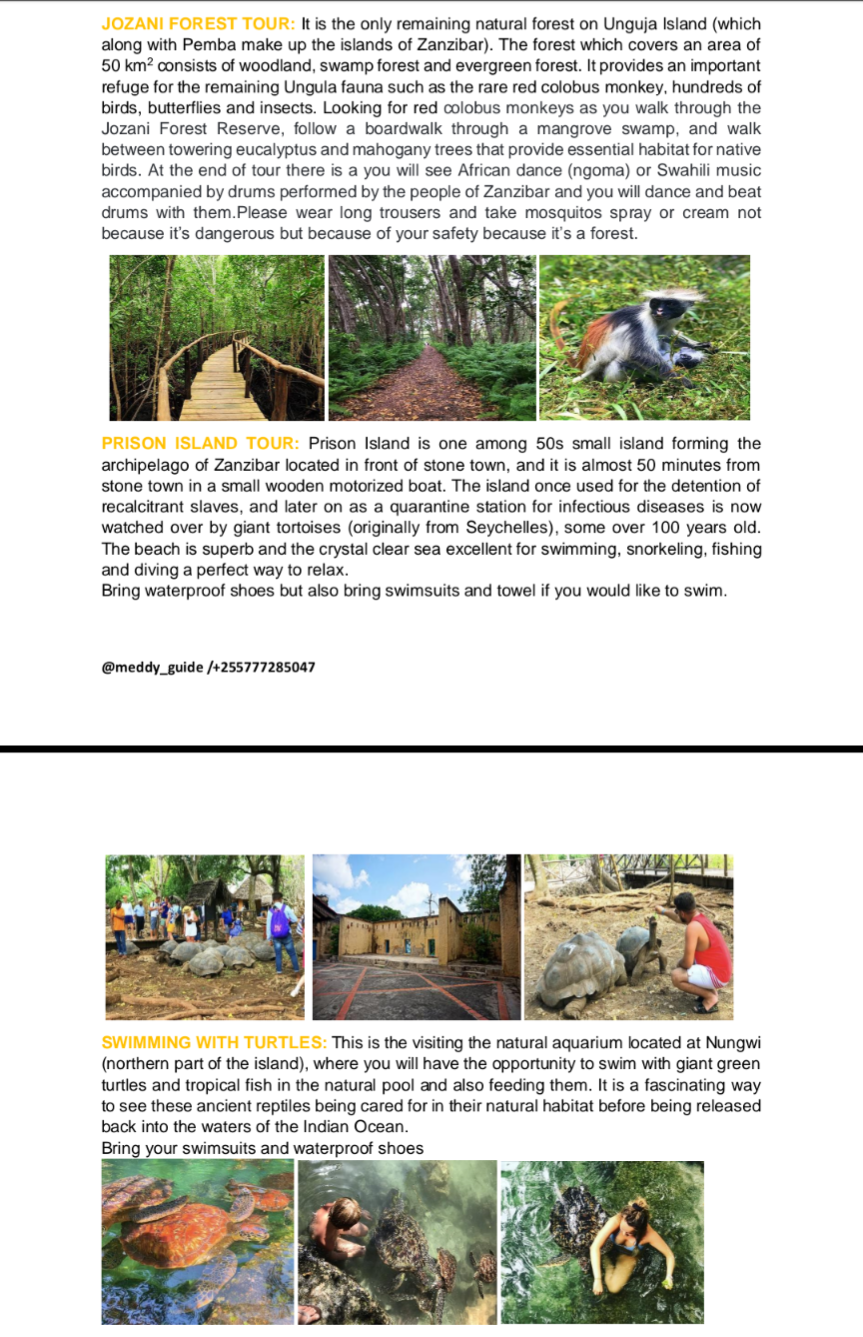 JOZANI FOREST TOUR: It is the only remaining natural forest on Unguja Island (which
along with Pemba make up the islands of Zanzibar). The forest which covers an area of
50 km² consists of woodland, swamp forest and evergreen forest. It provides an important
refuge for the remaining Ungula fauna such as the rare red colobus monkey, hundreds of
birds, butterflies and insects. Looking for red colobus monkeys as you walk through the
Jozani Forest Reserve, follow a boardwalk through a mangrove swamp, and walk
between towering eucalyptus and mahogany trees that provide essential habitat for native
birds. At the end of tour there is a you will see African dance (ngoma) or Swahili music
accompanied by drums performed by the people of Zanzibar and you will dance and beat
drums with them.Please wear long trousers and take mosquitos spray or cream not
because it's dangerous but because of your safety because it's a forest.
PRISON ISLAND TOUR: Prison Island is one among 50s small island forming the
archipelago of Zanzibar located in front of stone town, and it is almost 50 minutes from
stone town in a small wooden motorized boat. The island once used for the detention of
recalcitrant slaves, and later on as a quarantine station for infectious diseases is now
watched over by giant tortoises (originally from Seychelles), some over 100 years old.
The beach is superb and the crystal clear sea excellent for swimming, snorkeling, fishing
and diving a perfect way to relax.
Bring waterproof shoes but also bring swimsuits and towel if you would like to swim.
@meddy_guide /+255777285047
SWIMMING WITH TURTLES: This is the visiting the natural aquarium located at Nungwi
(northern part of the island), where you will have the opportunity to swim with giant green
turtles and tropical fish in the natural pool and also feeding them. It is a fascinating way
to see these ancient reptiles being cared for in their natural habitat before being released
back into the waters of the Indian Ocean.
Bring your swimsuits and waterproof shoes